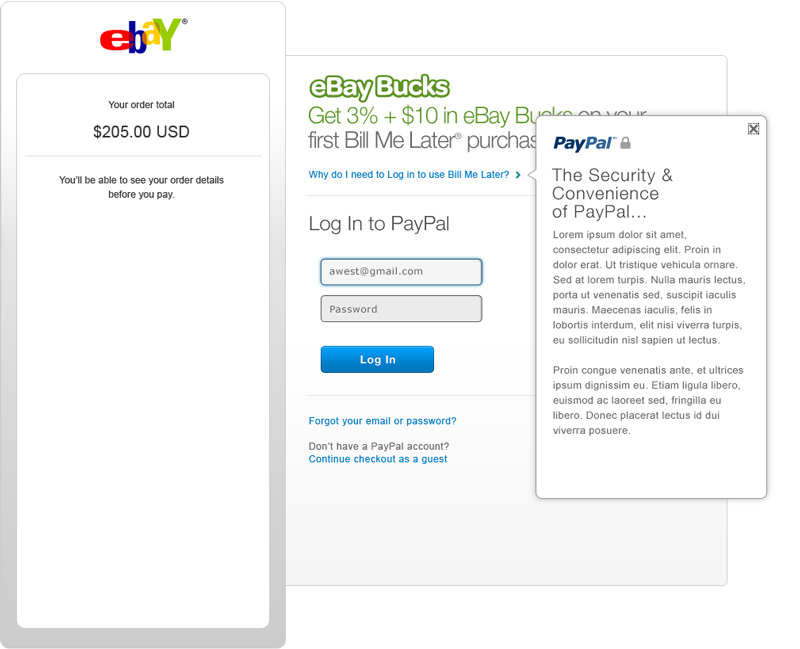 ebaY®
Your order total
$205.00 USD
You'll be able to see your order details
before you pay.
eBay Bucks
Get 3% + $10 in eBay Bucks on your
first Bill Me Later® purchas
Why do I need to Log in to use Bill Me Later? >
Log In to PayPal
awest@gmail.com
Password
Log In
Forgot your email or password?
Don't have a PayPal account?
Continue checkout as a guest
PayPal™
The Security &
Convenience
of PayPal...
Lorem ipsum dolor sit amet,
consectetur adipiscing elit. Proin in
dolor erat. Ut tristique vehicula ornare.
Sed at lorem turpis. Nulla mauris lectus,
porta ut venenatis sed, suscipit iaculis
mauris. Maecenas iaculis, felis in
lobortis interdum, elit nisi viverra turpis,
eu sollicitudin nisl sapien ut lectus.
Proin congue venenatis ante, et ultrices
ipsum dignissim eu. Etiam ligula libero,
euismod ac laoreet sed, fringilla eu
libero. Donec placerat lectus id dui
viverra posuere.